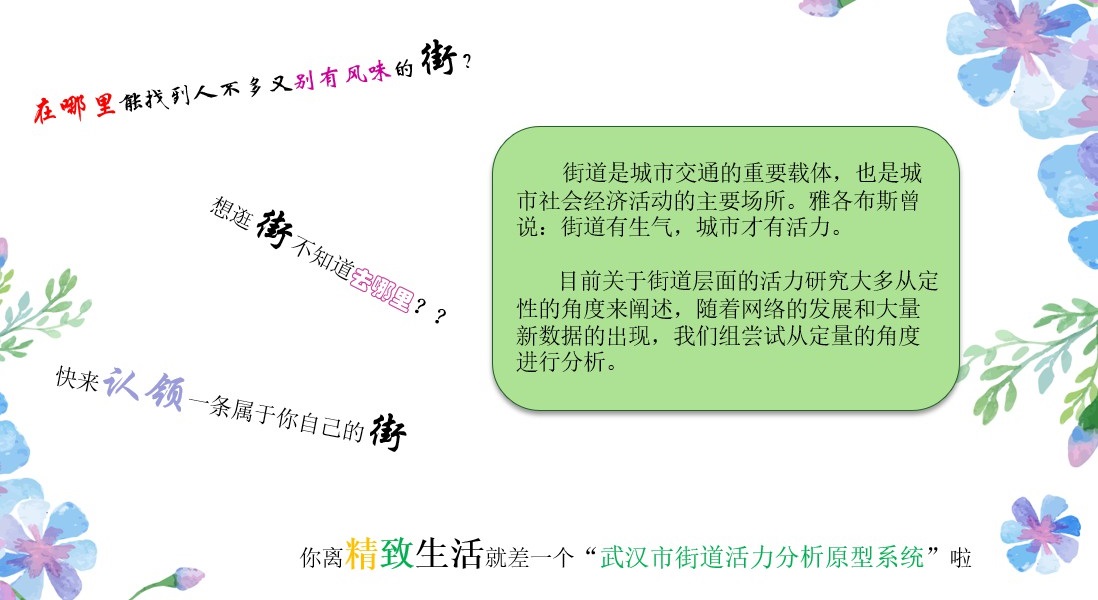 在哪里能找到人不多又别有风味的街？
想逛街不知道去哪里？？
快来认领一条属于你自己的街
街道是城市交通的重要载体，也是城
市社会经济活动的主要场所。雅各布斯曾
说：街道有生气，城市才有活力。
目前关于街道层面的活力研究大多从定
性的角度来阐述，随着网络的发展和大量
新数据的出现，我们组尝试从定量的角度
进行分析。
你离精致生活就差一个“武汉市街道活力分析原型系统”啦